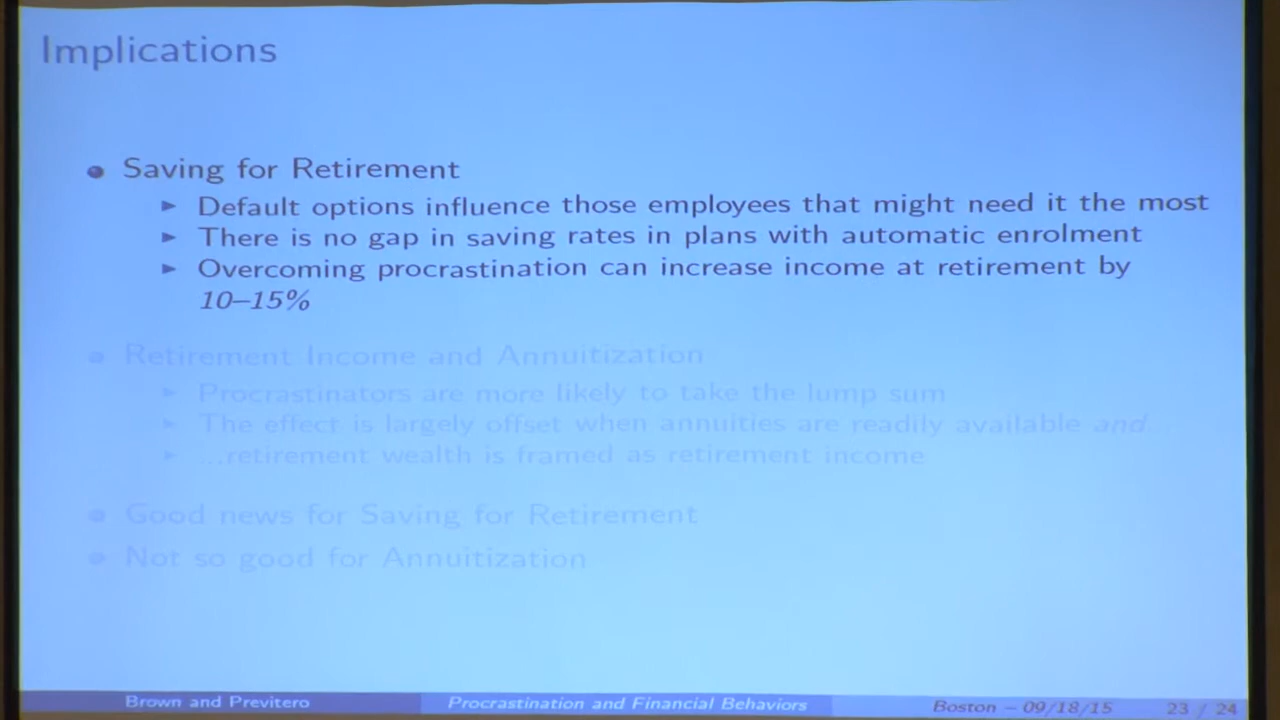 Implications
Saving for Retirement
Default options influence those employees that might need it the most
There is no gap in saving rates in plans with automatic enrolment
Overcoming procrastination can increase income at retirement by
10–15%
Retirement Income and Annuitization
Procrastinators are more likely to take the lump sum
The effect is largely offset when annuities are readily available and...
...retirement wealth is framed as retirement income
Good news for Saving for Retirement
Not so good for Annuitization
Brown and Previtero Procrastination and Financial Behaviors Boston – 09/18/15 23 / 24